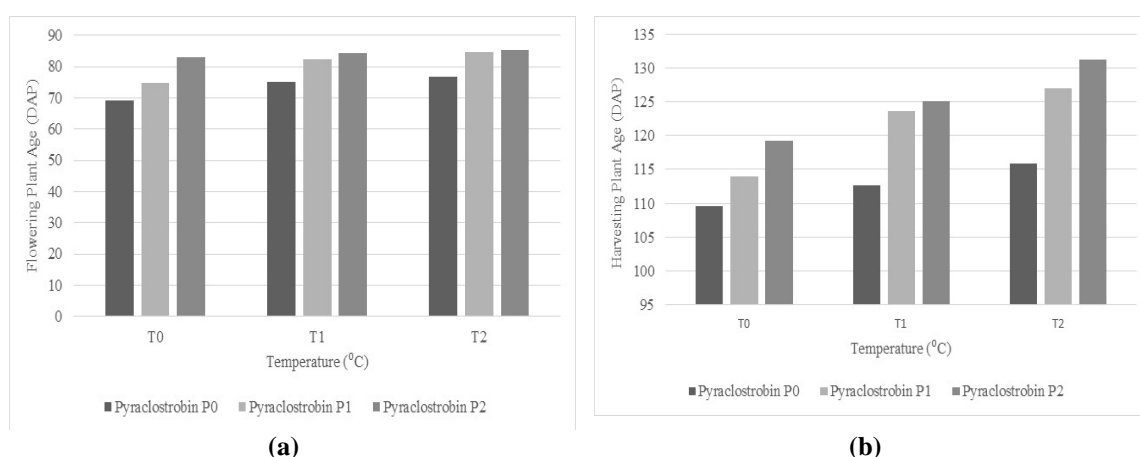 90
80
70
60
50
40
30
20
10
0
Flowering Plant Age (DAP)
T0 T1 T2
Temperature (⁰C)
■ Pyraclostrobin P0 ■ Pyraclostrobin P1 ■ Pyraclostrobin P2
(a)
135
130
125
120
115
110
105
100
95
Harvesting Plant Age (DAP)
T0 T1 T2
Temperature (⁰C)
■ Pyraclostrobin P0 ■ Pyraclostrobin P1 ■ Pyraclostrobin P2
(b)